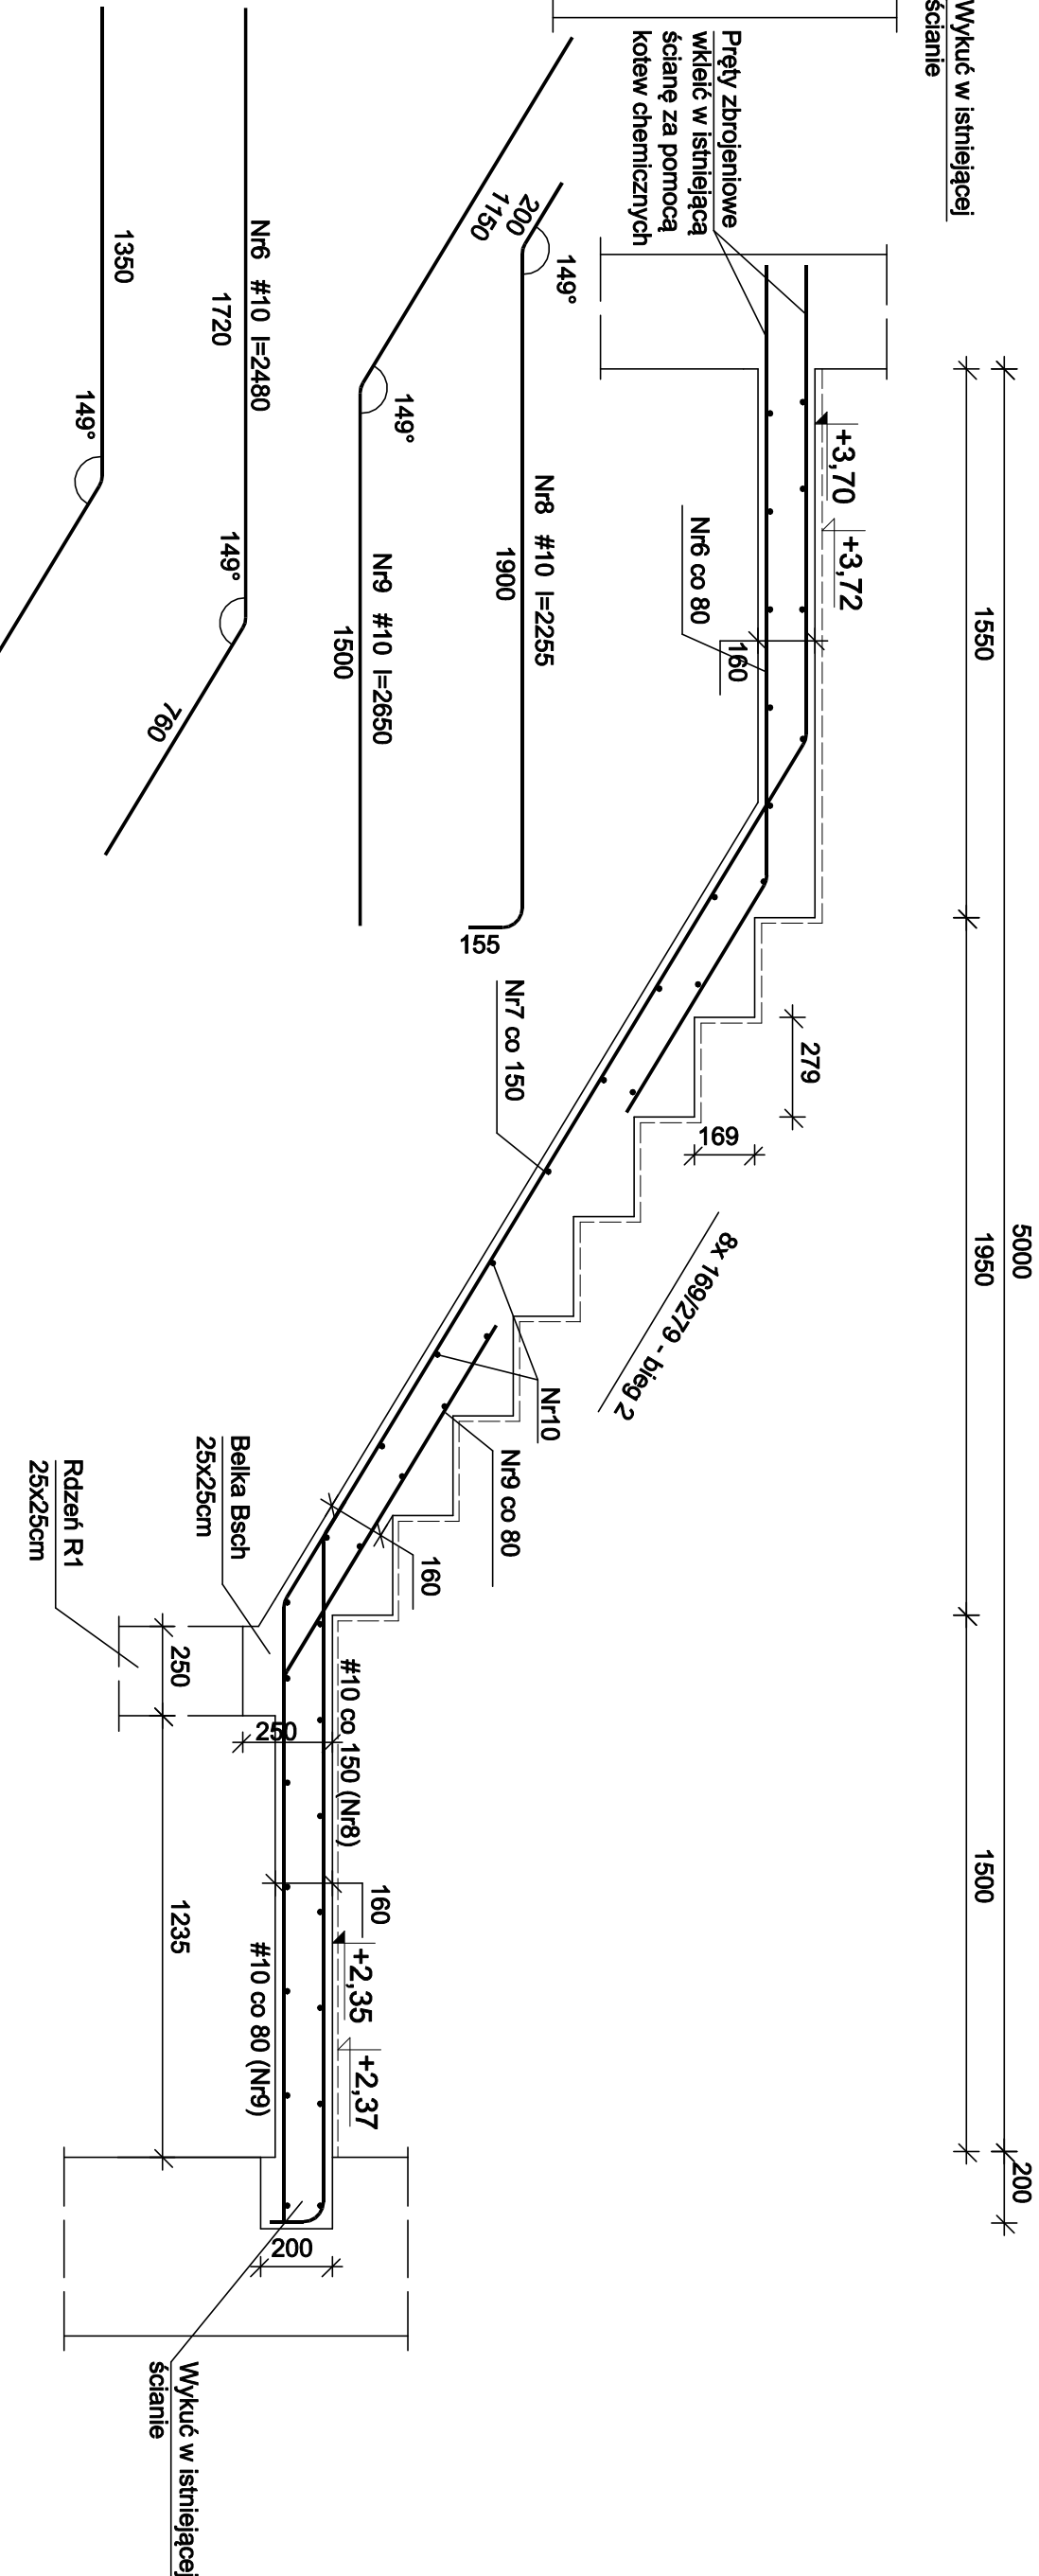 Wykuć w istniejącej
ścianie
5000
200
1550
1950
1500
+3,70
+3,72
279
169
Pręty zbrojeniowe
wkleić w istniejącą
ścianę za pomocą
kotew chemicznych
Nr6 co 80
160
8x 169/279 - bieg 2
200
1150
149°
Nr8 #10 l=2255
1900
155
Nr7 co 150
Nr10
Nr9 co 80
160
149°
Nr9 #10 l=2650
1500
#10 co 150 (Nr8)
160
+2,35
+2,37
Nr6 #10 l=2480
1720
149°
760
Belka Bsch
25x25cm
250
250
#10 co 80 (Nr9)
200
1235
1350
149°
Rdzeń R1
25x25cm
Wykuć w istniejącej
ścianie